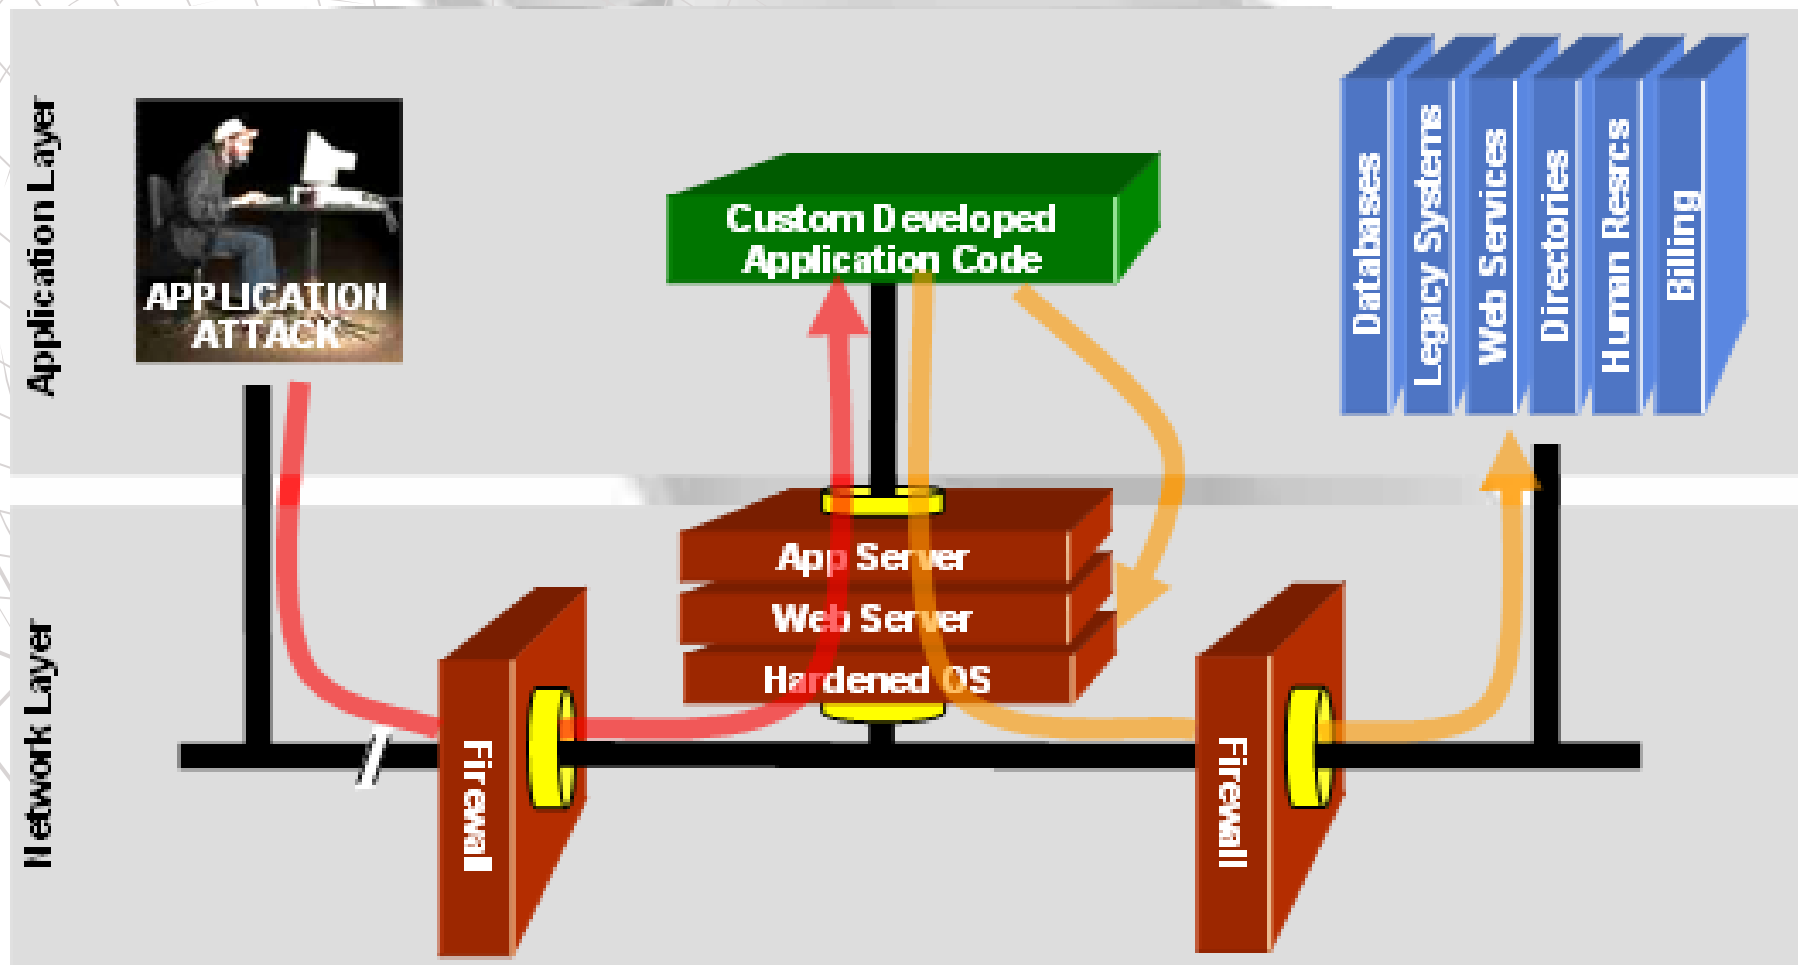 Application Layer
APPLICATION
ATTACK
Custom Developed
Application Code
Databases
Legacy Systems
Web Services
Directories
Human Resrcs
Billing
Network Layer
App Server
Web Server
Hardened OS
Firewall
Firewall